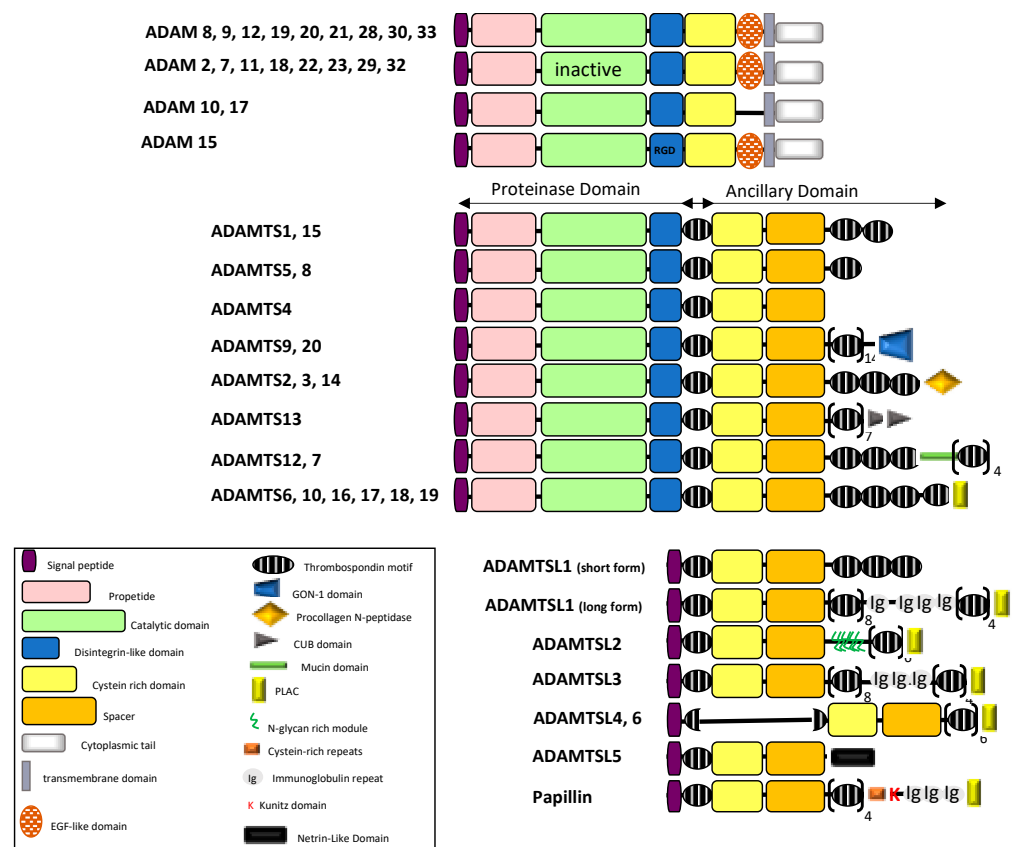 ADAM 8, 9, 12, 19, 20, 21, 28, 30, 33
ADAM 2, 7, 11, 18, 22, 23, 29, 32
inactive
ADAM 10, 17
ADAM 15
RGD
Proteinase Domain
Ancillary Domain
ADAMTS1, 15
ADAMTS5, 8
ADAMTS4
ADAMTS9, 20
14
ADAMTS2, 3, 14
ADAMTS13
7
ADAMTS12, 7
4
ADAMTS6, 10, 16, 17, 18, 19
Signal peptide
Propetide
Catalytic domain
Disintegrin-like domain
Cystein rich domain
Spacer
Cytoplasmic tail
transmembrane domain
EGF-like domain
Thrombospondin motif
GON-1 domain
Procollagen N-peptidase
CUB domain
Mucin domain
PLAC
N-glycan rich module
Cystein-rich repeats
Ig Immunoglobulin repeat
K Kunitz domain
Netrin-Like Domain
ADAMTSL1 (short form)
ADAMTSL1 (long form)
8 Ig Ig Ig Ig 4
ADAMTSL2
ADAMTSL3
8 Ig Ig Ig
ADAMTSL4, 6
6
ADAMTSL5
Papillin
4 K Ig Ig Ig